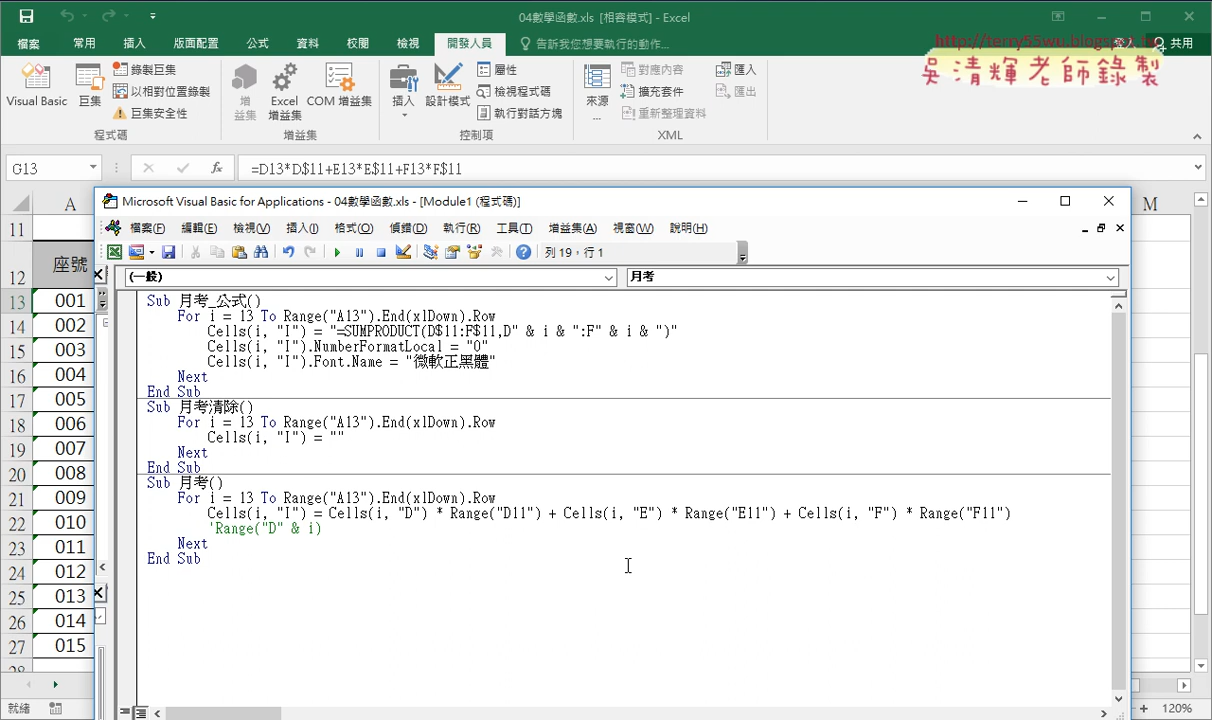 04數學函數.xls [相容模式] - Excel
檔案 常用 插入 版面配置 公式 資料 校閱 檢視 開發人員 告訴我您想要執行的動作... 登入 共用
http://terry55wu.blogspot.tw
吳清輝老師錄製
錄製巨集 屬性 對應內容 匯入
以相對位置錄製 檢視程式碼 擴充套件 匯出
Visual Basic 巨集 巨集安全性 增益集 Excel 增益集 COM 增益集 插入 設計模式 執行對話方塊 來源 ... 重新整理資料
程式碼 增益集 控制項 XML
G13 fx =D13*D$11+E13*E$11+F13*F$11
A M
Microsoft Visual Basic for Applications - 04數學函數.xls - [Module1 (程式碼)]
檔案(F) 編輯(E) 檢視(V) 插入(I) 格式(O) 偵錯(D) 執行(R) 工具(T) 增益集(A) 視窗(W) 說明(H)
列 19，行 1
(一般) 月考
11
12 座號
13 001
14 002
15 003
16 004
17 005
18 006
19 007
20 008
21 009
22 010
23 011
24 012
25 013
26 014
27 015
28
Sub 月考_公式()
For i = 13 To Range("A13").End(xlDown).Row
Cells(i, "I") = "=SUMPRODUCT(D$11:F$11,D" & i & ":F" & i & ")"
Cells(i, "I").NumberFormatLocal = "0"
Cells(i, "I").Font.Name = "微軟正黑體"
Next
End Sub
Sub 月考清除()
For i = 13 To Range("A13").End(xlDown).Row
Cells(i, "I") = ""
Next
End Sub
Sub 月考()
For i = 13 To Range("A13").End(xlDown).Row
Cells(i, "I") = Cells(i, "D") * Range("D11") + Cells(i, "E") * Range("E11") + Cells(i, "F") * Range("F11")
'Range("D" & i)
Next
End Sub
就緒 120%